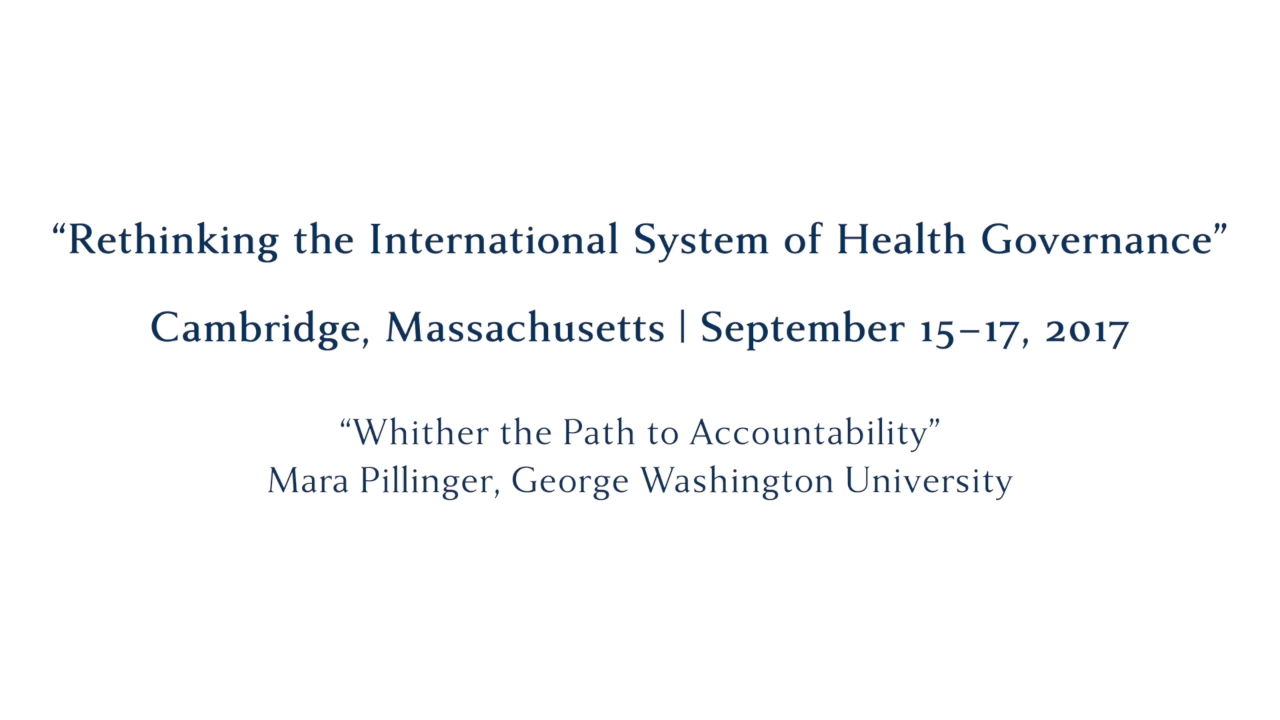 “Rethinking the International System of Health Governance”
Cambridge, Massachusetts | September 15–17, 2017
“Whither the Path to Accountability”
Mara Pillinger, George Washington University